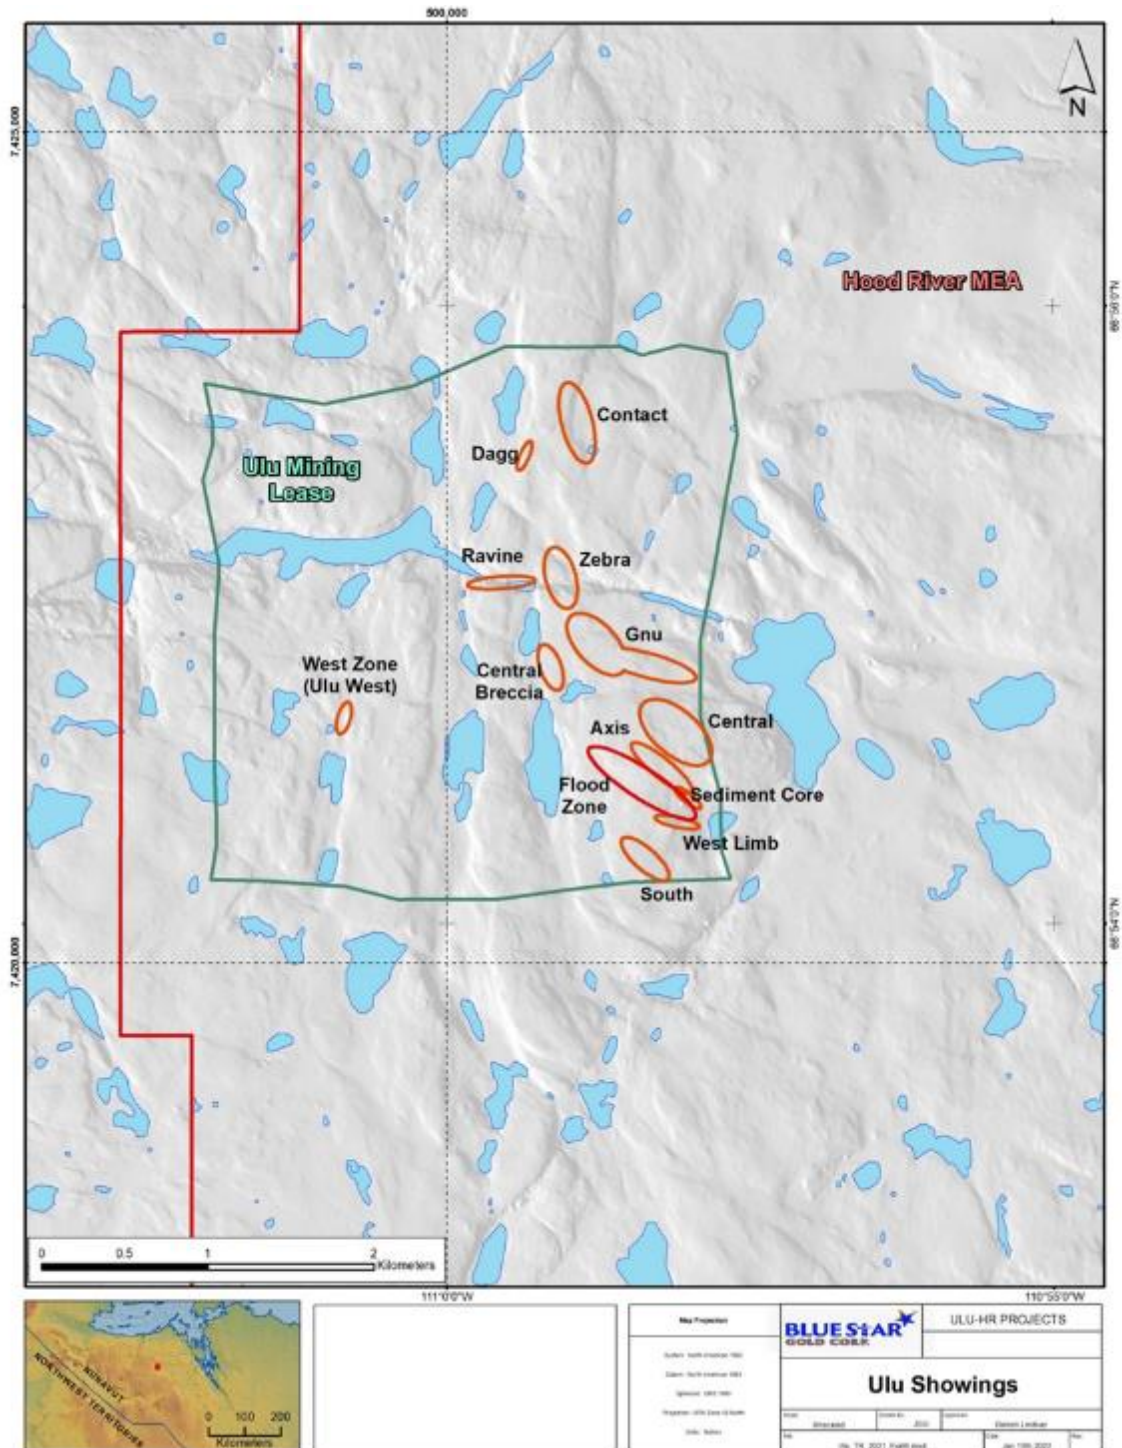 500,000
7,425,000
N
Hood River MEA
66°56'0"N
Contact
Dagg
Ulu Mining
Lease
Ravine
Zebra
Gnu
West Zone
(Ulu West)
Central
Breccia
Axis
Central
Flood
Zone
Sediment Core
West Limb
South
66°54'0"N
7,420,000
0 0.5 1 2
Kilometers
111°0'0"W
110°55'0"W
NUNAVUT
NORTHWEST TERRITORIES
0 100 200
Kilometers
Map Projection
BLUE STAR
GOLD CORP.
ULU-HR PROJECTS
Ulu Showings